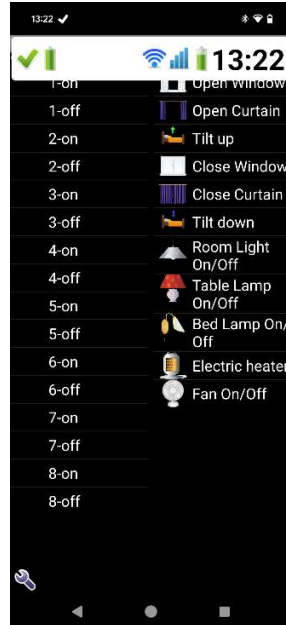 13:22
13:22
1-on
1-off
2-on
2-off
3-on
3-off
4-on
4-off
5-on
5-off
6-on
6-off
7-on
7-off
8-on
8-off
Open Window
Open Curtain
Tilt up
Close Window
Close Curtain
Tilt down
Room Light
On/Off
Table Lamp
On/Off
Bed Lamp On/
Off
Electric heater
Fan On/Off